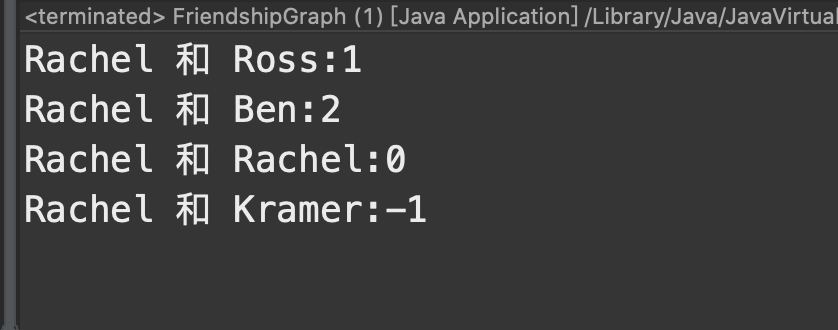 <terminated> FriendshipGraph (1) [Java Application] /Library/Java/JavaVirtual
Rachel 和 Ross:1
Rachel 和 Ben:2
Rachel 和 Rachel:0
Rachel 和 Kramer:-1